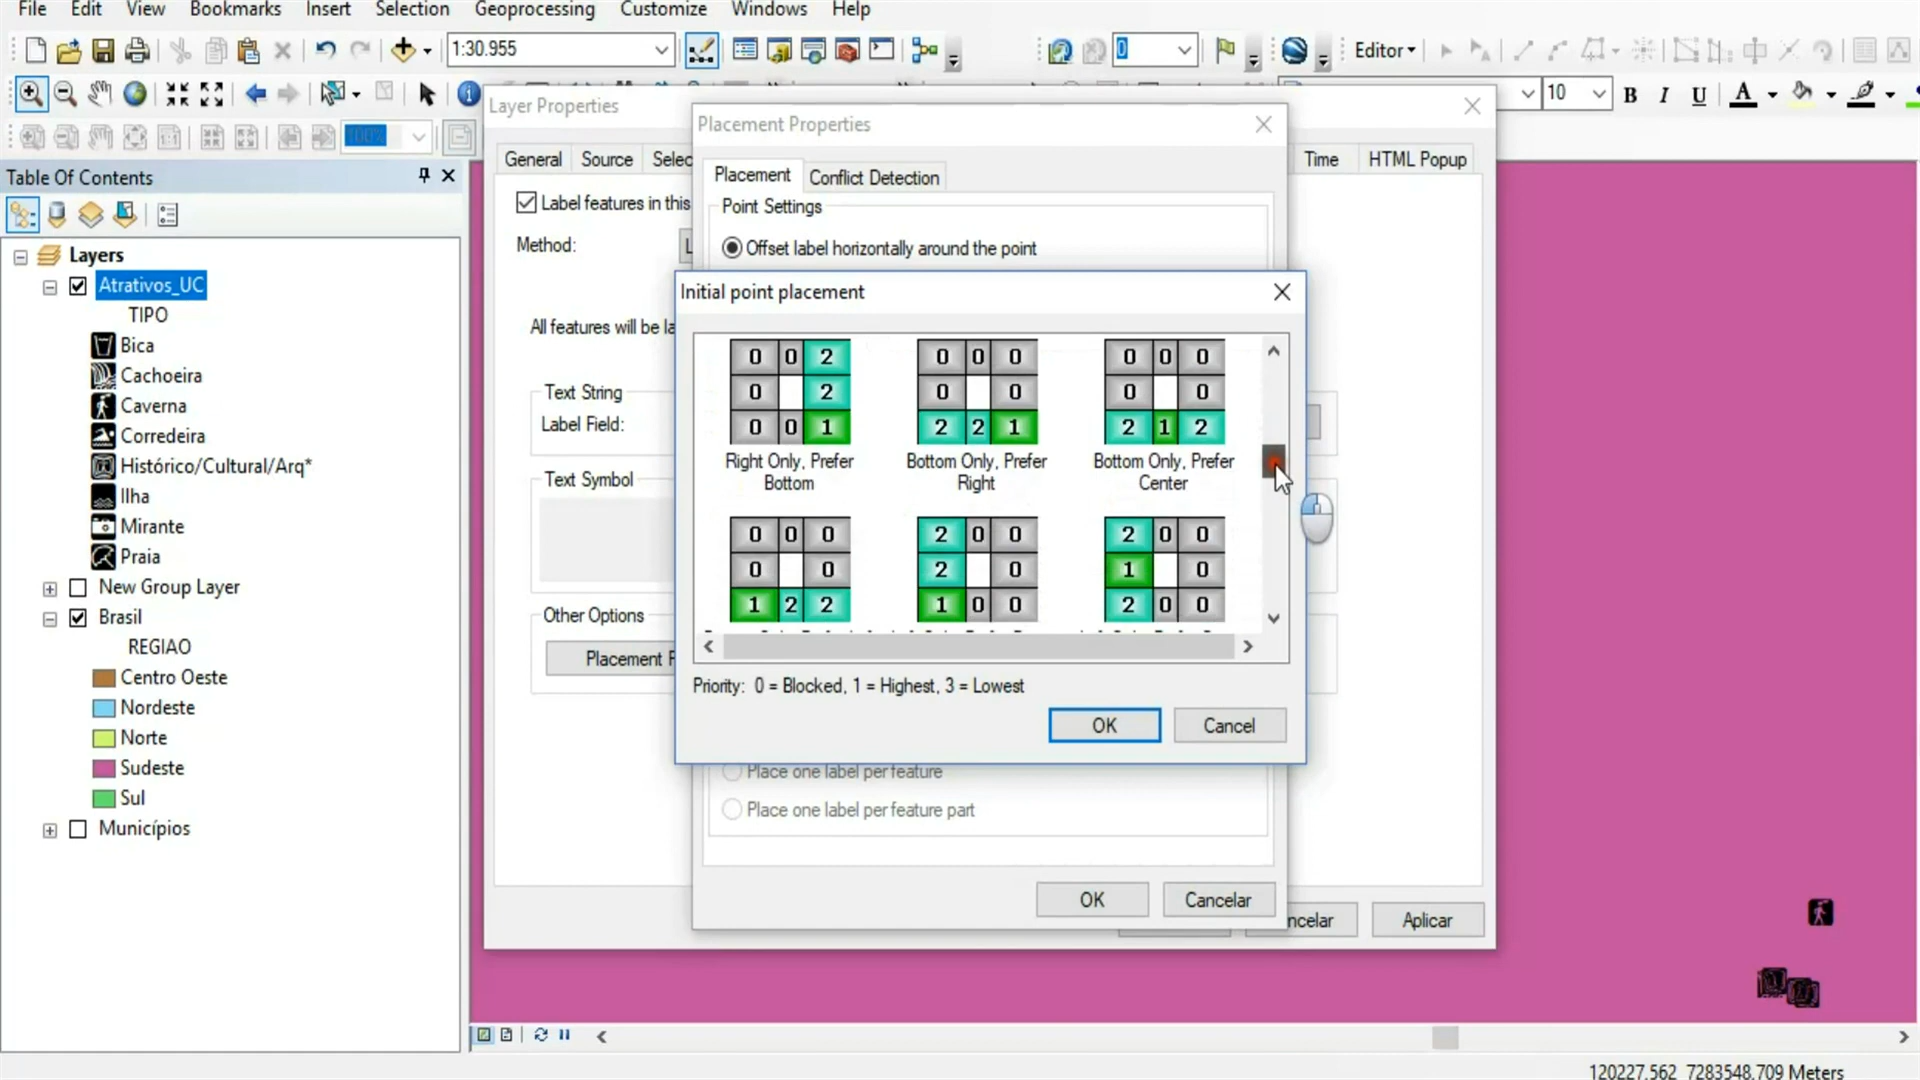 File Edit View Bookmarks Insert Selection Geoprocessing Customize Windows Help
1:30.955
0
Editor
10 B I U A
100%
Table Of Contents
Layers
Atrativos_UC
TIPO
Bica
Cachoeira
Caverna
Corredeira
Histórico/Cultural/Arq*
Ilha
Mirante
Praia
New Group Layer
Brasil
REGIAO
Centro Oeste
Nordeste
Norte
Sudeste
Sul
Municípios
Layer Properties
General Source Selec Time HTML Popup
Label features in this
Method:
All features will be la
Text String
Label Field:
Text Symbol
Other Options
Placement P
ncelar Aplicar
Placement Properties
Placement Conflict Detection
Point Settings
Offset label horizontally around the point
Place one label per feature
Place one label per feature part
OK Cancelar
Initial point placement
0 0 2 0 0 0 0 0 0
0 2 0 0 0 0
0 0 1 2 2 1 2 1 2
Right Only, Prefer Bottom Only, Prefer Bottom Only, Prefer
Bottom Right Center
0 0 0 2 0 0 2 0 0
0 0 2 0 1 0
1 2 2 1 0 0 2 0 0
Priority: 0 = Blocked, 1 = Highest, 3 = Lowest
OK Cancel
120227,562 7283548,709 Meters